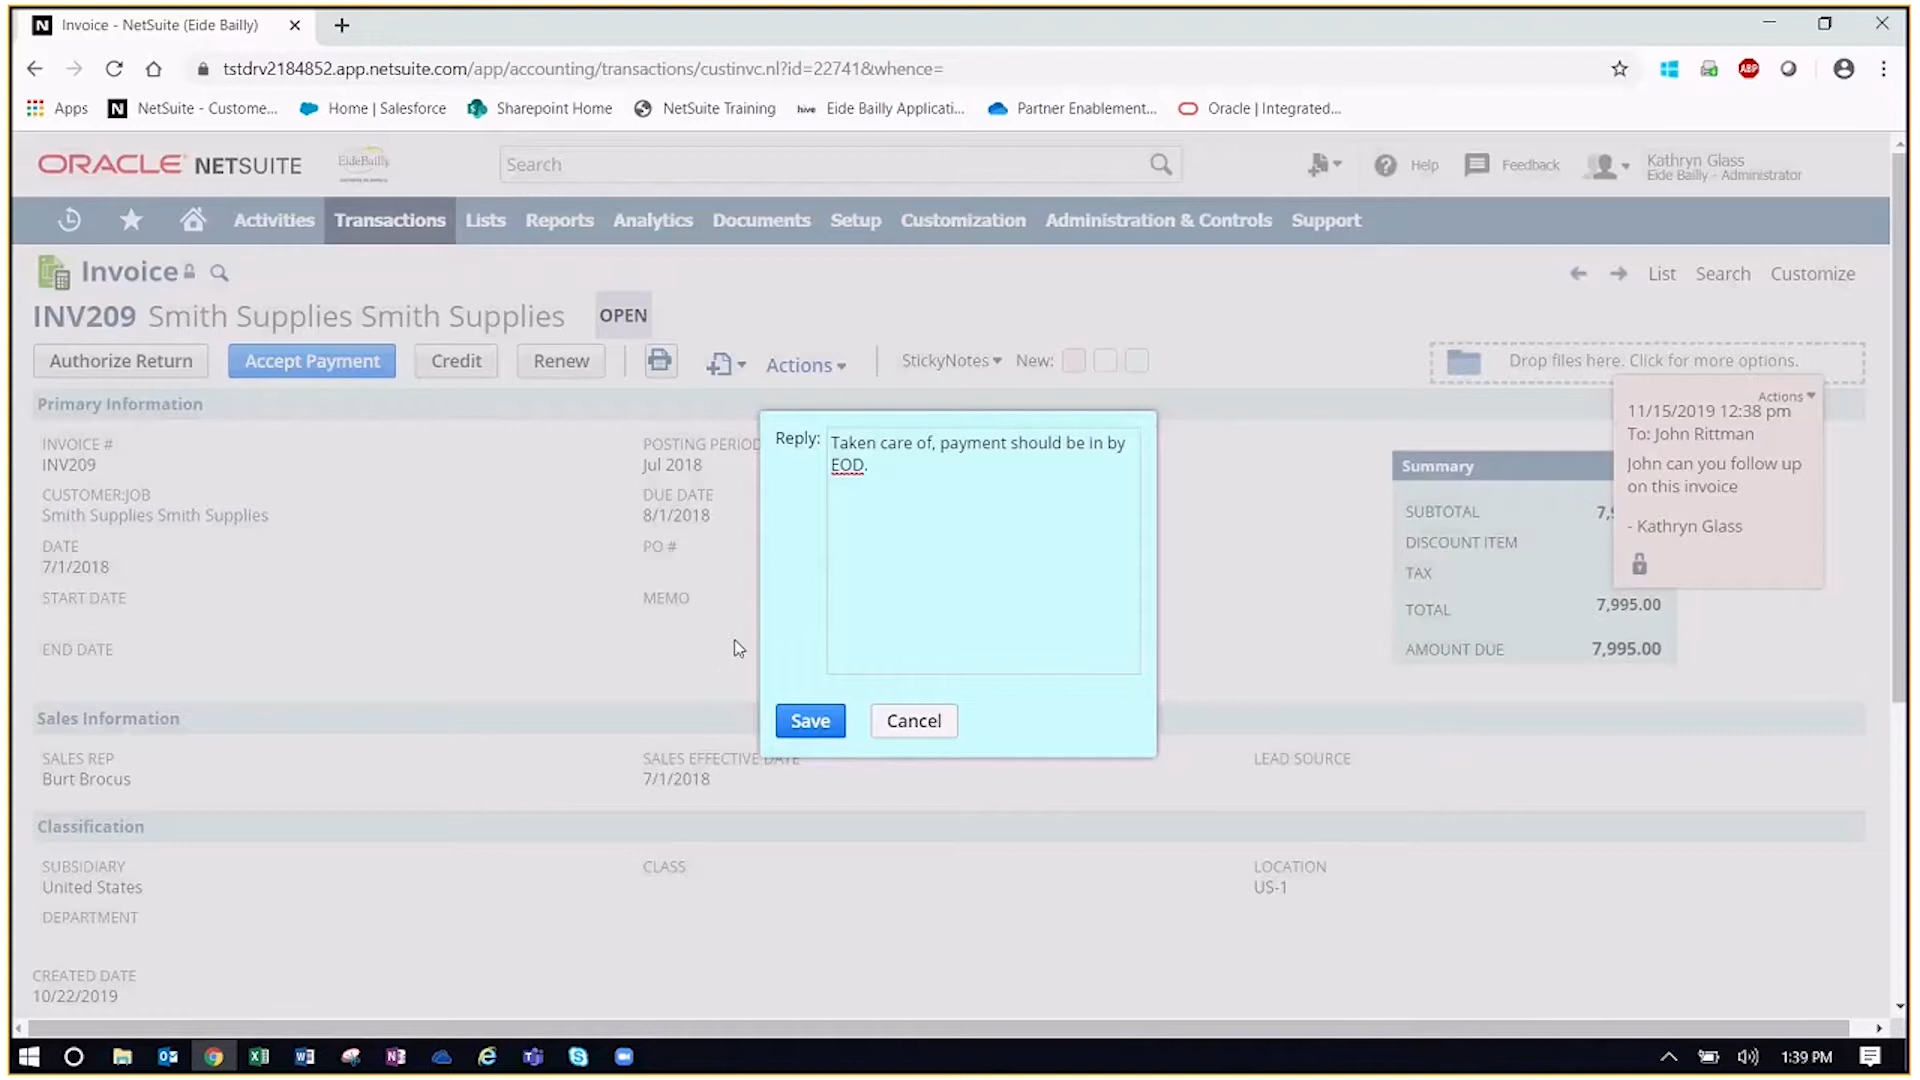 Invoice - NetSuite (Eide Bailly)
tstdrv2184852.app.netsuite.com/app/accounting/transactions/custinvc.nl?id=22741&whence=
ABP
Apps
NetSuite - Custome...
Home | Salesforce
Sharepoint Home
NetSuite Training
hive
Eide Bailly Applicati...
Partner Enablement...
Oracle | Integrated...
ORACLE NETSUITE
EideBailly
Search
Help
Feedback
Kathryn Glass
Eide Bailly - Administrator
Activities
Transactions
Lists
Reports
Analytics
Documents
Setup
Customization
Administration & Controls
Support
Invoice
List
Search
Customize
INV209 Smith Supplies Smith Supplies
OPEN
Authorize Return
Accept Payment
Credit
Renew
Actions
StickyNotes
New:
Drop files here. Click for more options.
Primary Information
INVOICE #
INV209
CUSTOMER:JOB
Smith Supplies Smith Supplies
DATE
7/1/2018
START DATE
END DATE
POSTING PERIOD
Jul 2018
DUE DATE
8/1/2018
PO #
MEMO
Reply:
Taken care of, payment should be in by
EOD.
Save
Cancel
Summary
SUBTOTAL
DISCOUNT ITEM
TAX
TOTAL
7,995.00
AMOUNT DUE
7,995.00
Actions
11/15/2019 12:38 pm
To: John Rittman
John can you follow up
on this invoice
- Kathryn Glass
Sales Information
SALES REP
Burt Brocus
SALES EFFECTIVE DATE
7/1/2018
LEAD SOURCE
Classification
SUBSIDIARY
United States
CLASS
LOCATION
US-1
DEPARTMENT
CREATED DATE
10/22/2019
1:39 PM